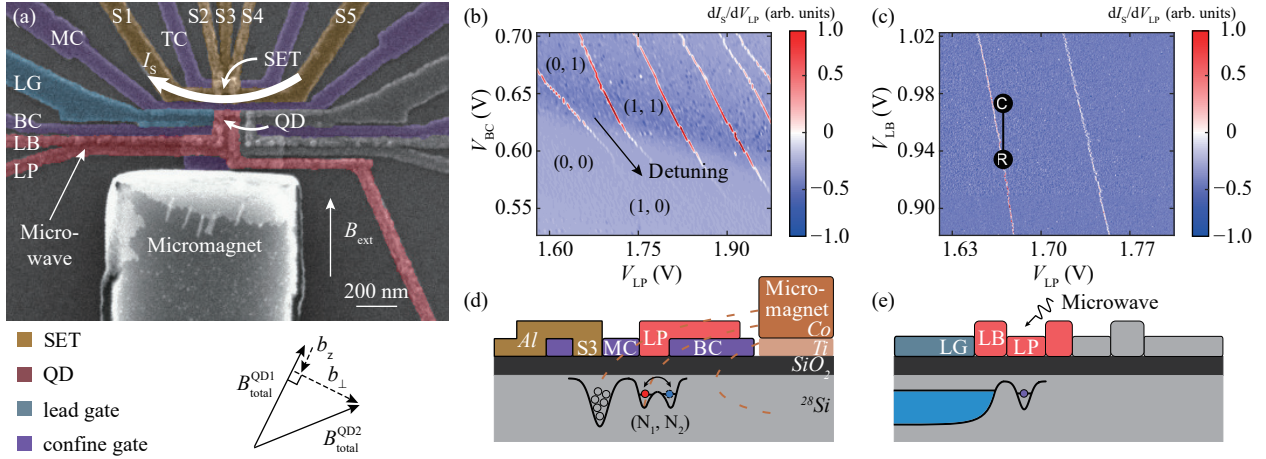 (a)
S1
S2
S3
S4
S5
MC
TC
SET
I_S
LG
QD
BC
LB
LP
Micro-
wave
Micromagnet
B_ext
200 nm
SET
QD
lead gate
confine gate
b_z
b_⊥
B_total^QD1
B_total^QD2
(b)
dI_S/dV_LP (arb. units)
V_BC (V)
0.70
0.65
0.60
0.55
(0, 1)
(1, 1)
(0, 0)
(1, 0)
Detuning
1.60
1.75
1.90
V_LP (V)
1.0
0.5
0
−0.5
−1.0
(c)
dI_S/dV_LP (arb. units)
V_LB (V)
1.02
0.98
0.94
0.90
C
R
1.63
1.70
1.77
V_LP (V)
1.0
0.5
0
−0.5
−1.0
(d)
Micro-
magnet
Co
Ti
Al
S3
MC
LP
BC
SiO₂
²⁸Si
(N₁, N₂)
(e)
Microwave
LG
LB
LP